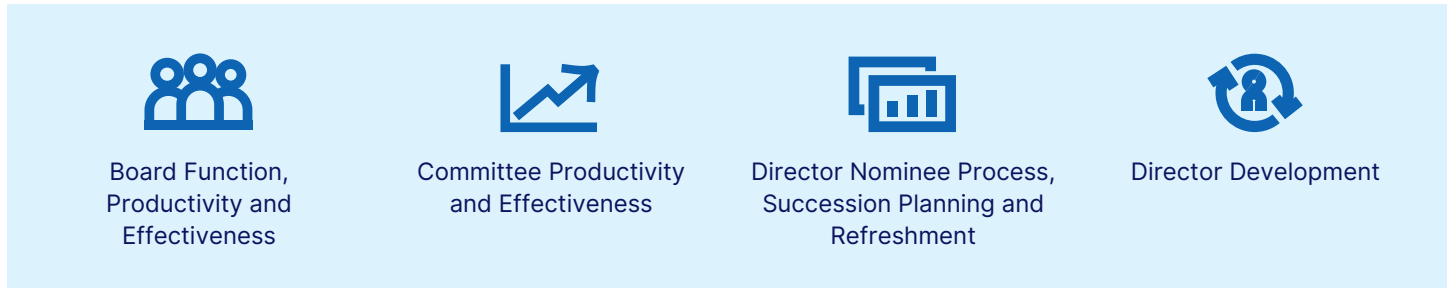 Board Function,
Productivity and
Effectiveness
Committee Productivity
and Effectiveness
Director Nominee Process,
Succession Planning and
Refreshment
Director Development